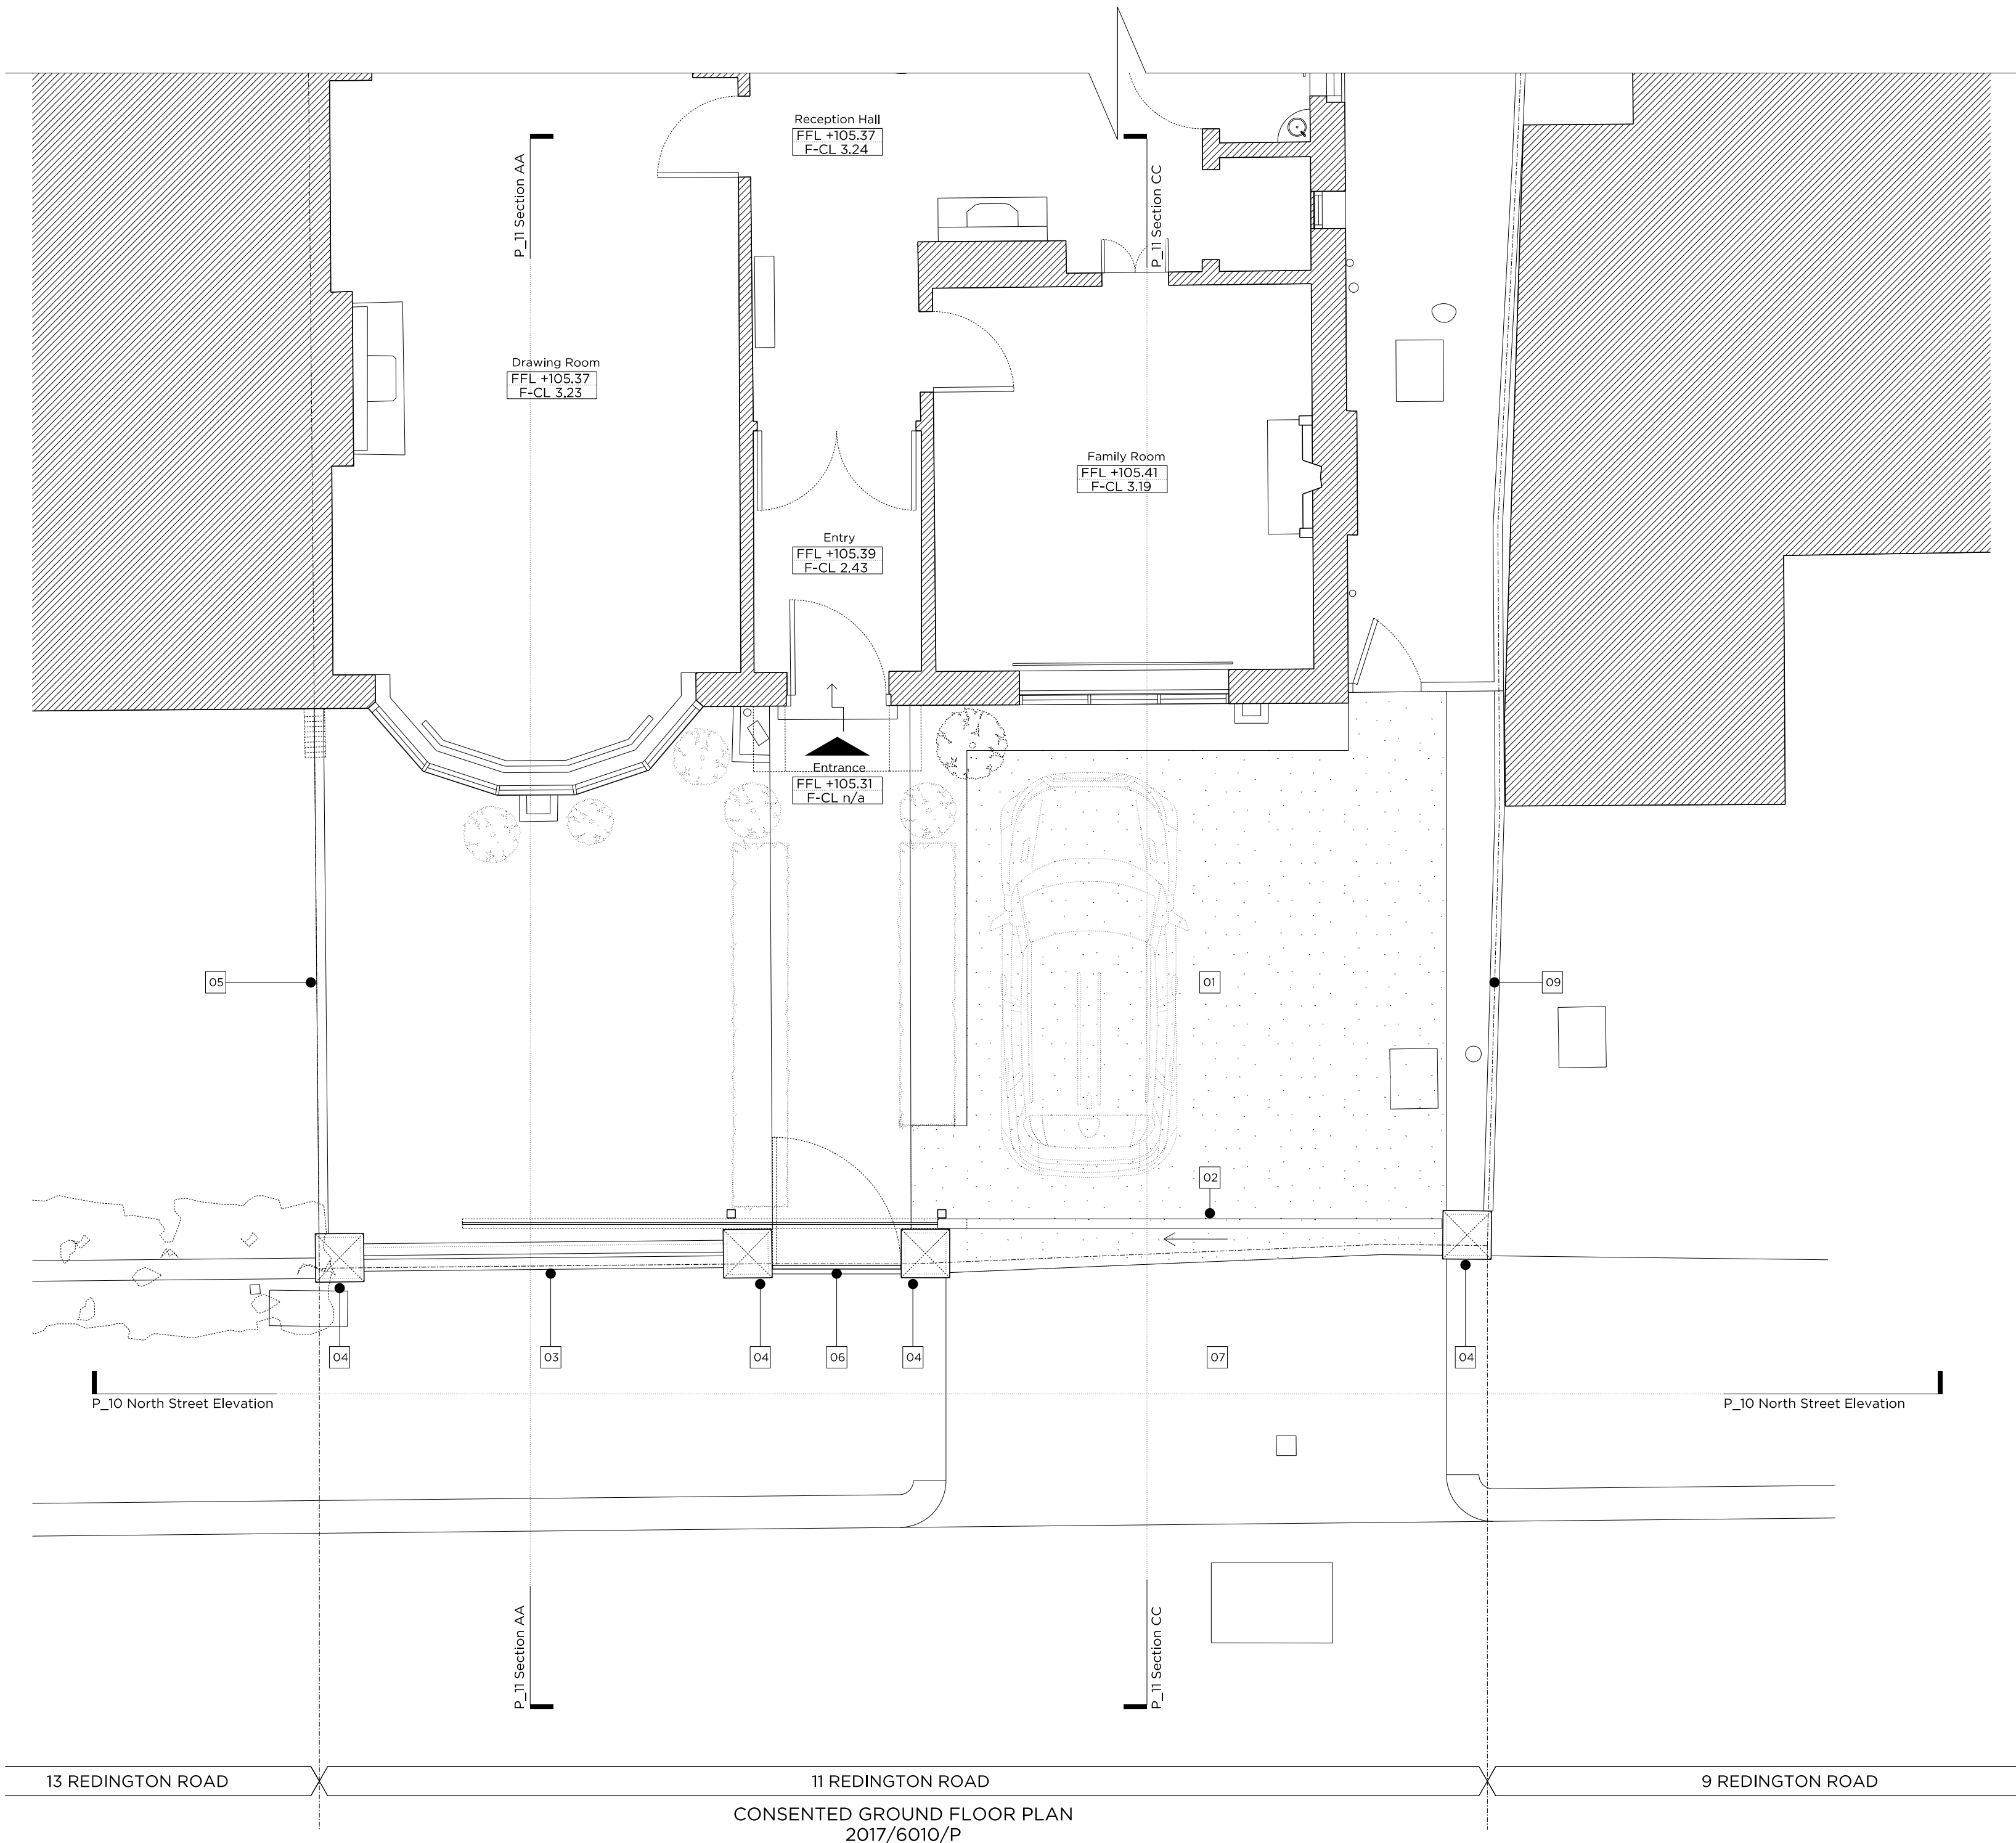 Reception Hall
FFL +105.37
F-CL 3.24
P_11 Section AA
P_11 Section CC
Drawing Room
FFL +105.37
F-CL 3.23
Family Room
FFL +105.41
F-CL 3.19
Entry
FFL +105.39
F-CL 2.43
Entrance
FFL +105.31
F-CL n/a
05
01
09
02
04
03
04
06
04
07
04
P_10 North Street Elevation
P_10 North Street Elevation
P_11 Section AA
P_11 Section CC
13 REDINGTON ROAD
11 REDINGTON ROAD
9 REDINGTON ROAD
CONSENTED GROUND FLOOR PLAN
2017/6010/P